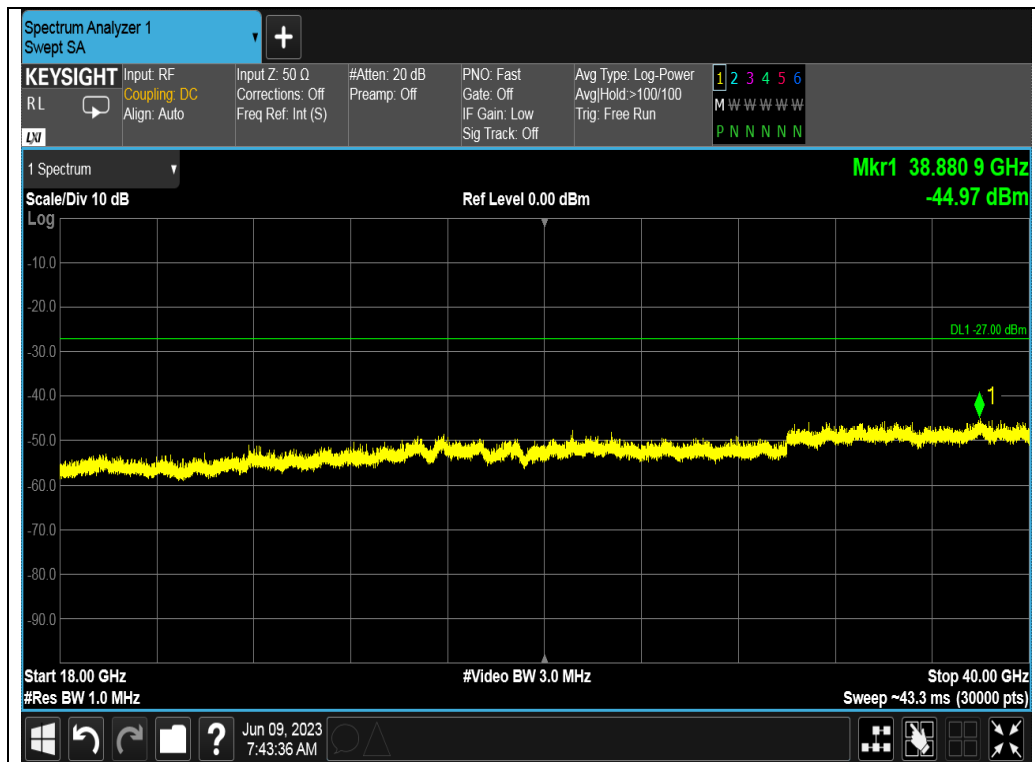 Spectrum Analyzer 1
Swept SA
+
KEYSIGHT
RL
LXI
Input: RF
Coupling: DC
Align: Auto
Input Z: 50 Ω
Corrections: Off
Freq Ref: Int (S)
#Atten: 20 dB
Preamp: Off
PNO: Fast
Gate: Off
IF Gain: Low
Sig Track: Off
Avg Type: Log-Power
Avg|Hold:>100/100
Trig: Free Run
1 2 3 4 5 6
M W W W W W
P N N N N N
1 Spectrum
Mkr1 38.880 9 GHz
-44.97 dBm
Scale/Div 10 dB
Ref Level 0.00 dBm
Log
-10.0
-20.0
DL1 -27.00 dBm
-30.0
-40.0
1
-50.0
-60.0
-70.0
-80.0
-90.0
Start 18.00 GHz
#Video BW 3.0 MHz
Stop 40.00 GHz
#Res BW 1.0 MHz
Sweep ~43.3 ms (30000 pts)
?
Jun 09, 2023
7:43:36 AM